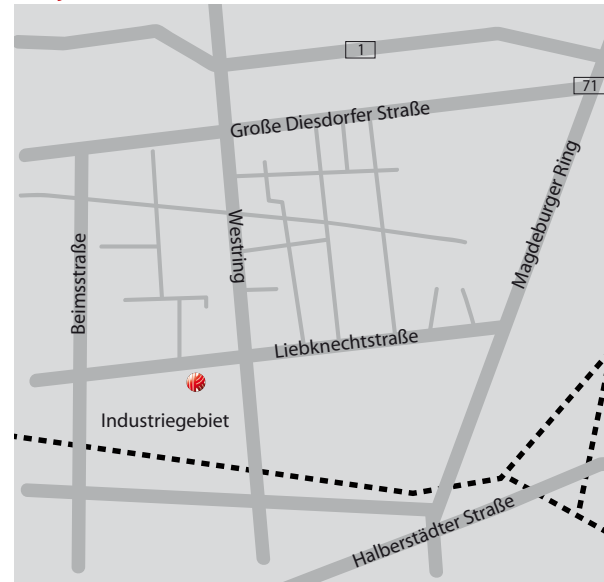 1
71
Große Diesdorfer Straße
Magdeburger Ring
Westring
Beimsstraße
Liebknechtstraße
Industriegebiet
Halberstädter Straße